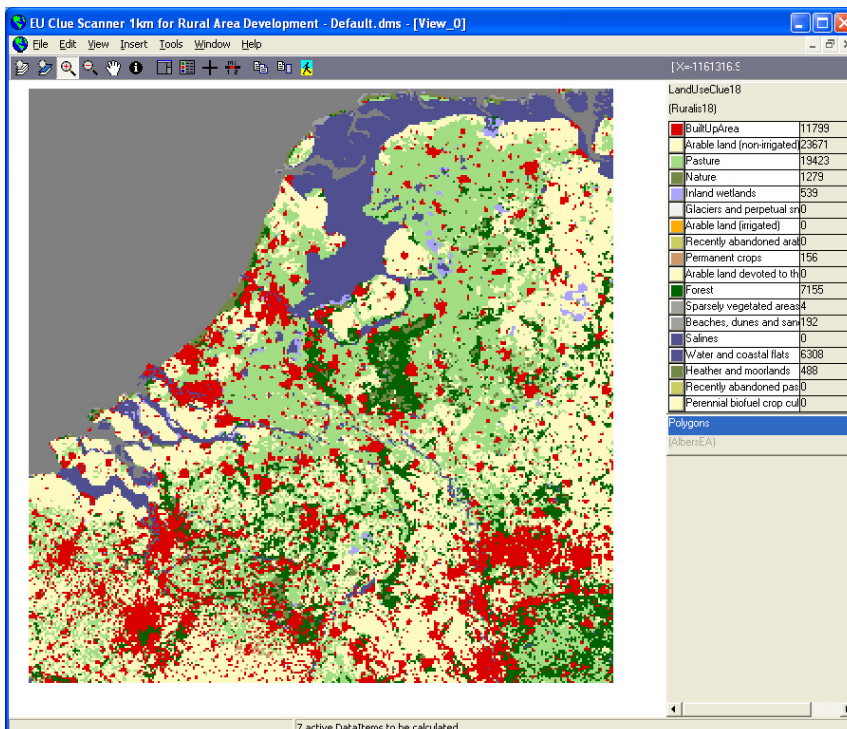 EU Clue Scanner 1km for Rural Area Development - Default.dms - [View_0]
File Edit View Insert Tools Window Help
[X=-1161316.9
LandUseClue18
(Ruralis18)
BuiltUpArea 11799
Arable land (non-irrigated) 23671
Pasture 19423
Nature 1279
Inland wetlands 539
Glaciers and perpetual sn 0
Arable land (irrigated) 0
Recently abandoned arab 0
Permanent crops 156
Arable land devoted to th 0
Forest 7155
Sparsely vegetated areas 4
Beaches, dunes and san 192
Salines 0
Water and coastal flats 6308
Heather and moorlands 488
Recently abandoned pas 0
Perennial biofuel crop cul 0
Polygons
(AlbersEA)
7 active DataItems to be calculated